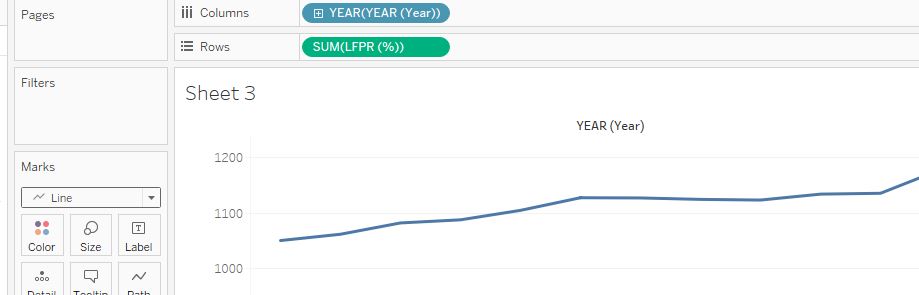 Pages
Columns
YEAR(YEAR (Year))
Rows
SUM(LFPR (%))
Filters
Sheet 3
YEAR (Year)
1200
1100
1000
Marks
Line
Color
Size
T
Label
Detail
Tooltip
Path